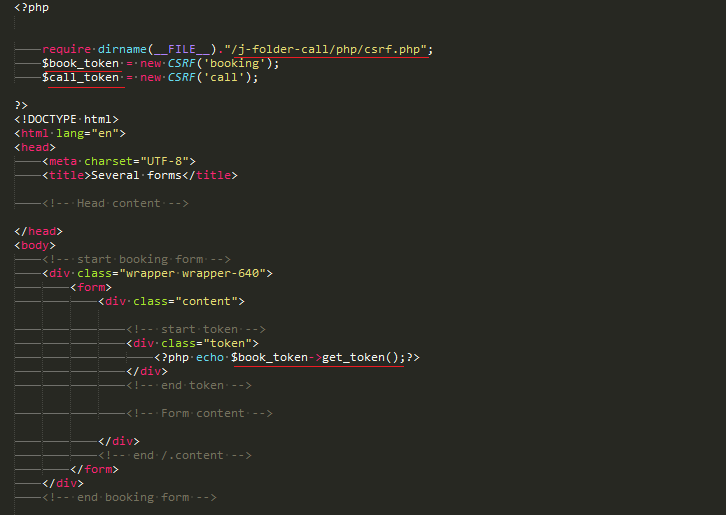 <?php
require dirname(__FILE__)."/j-folder-call/php/csrf.php";
$book_token = new CSRF('booking');
$call_token = new CSRF('call');
?>
<!DOCTYPE html>
<html lang="en">
<head>
<meta charset="UTF-8">
<title>Several forms</title>
<!-- Head content -->
</head>
<body>
<!-- start booking form -->
<div class="wrapper wrapper-640">
<form>
<div class="content">
<!-- start token -->
<div class="token">
<?php echo $book_token->get_token();?>
</div>
<!-- end token -->
<!-- Form content -->
</div>
<!-- end /.content -->
</form>
</div>
<!-- end booking form -->